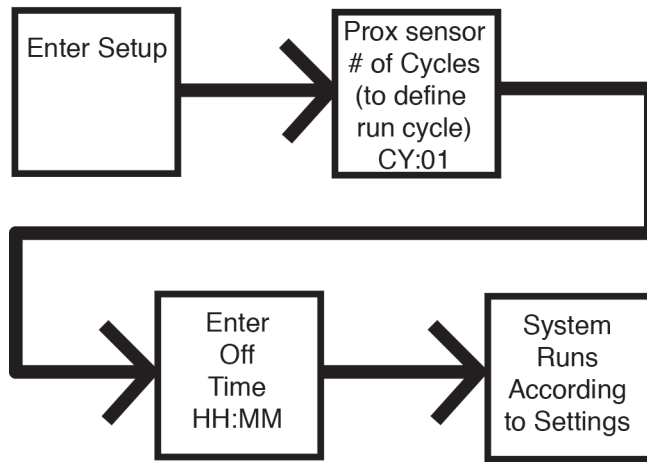 Enter Setup
Prox sensor
# of Cycles
(to define
run cycle)
CY:01
Enter
Off
Time
HH:MM
System
Runs
According
to Settings